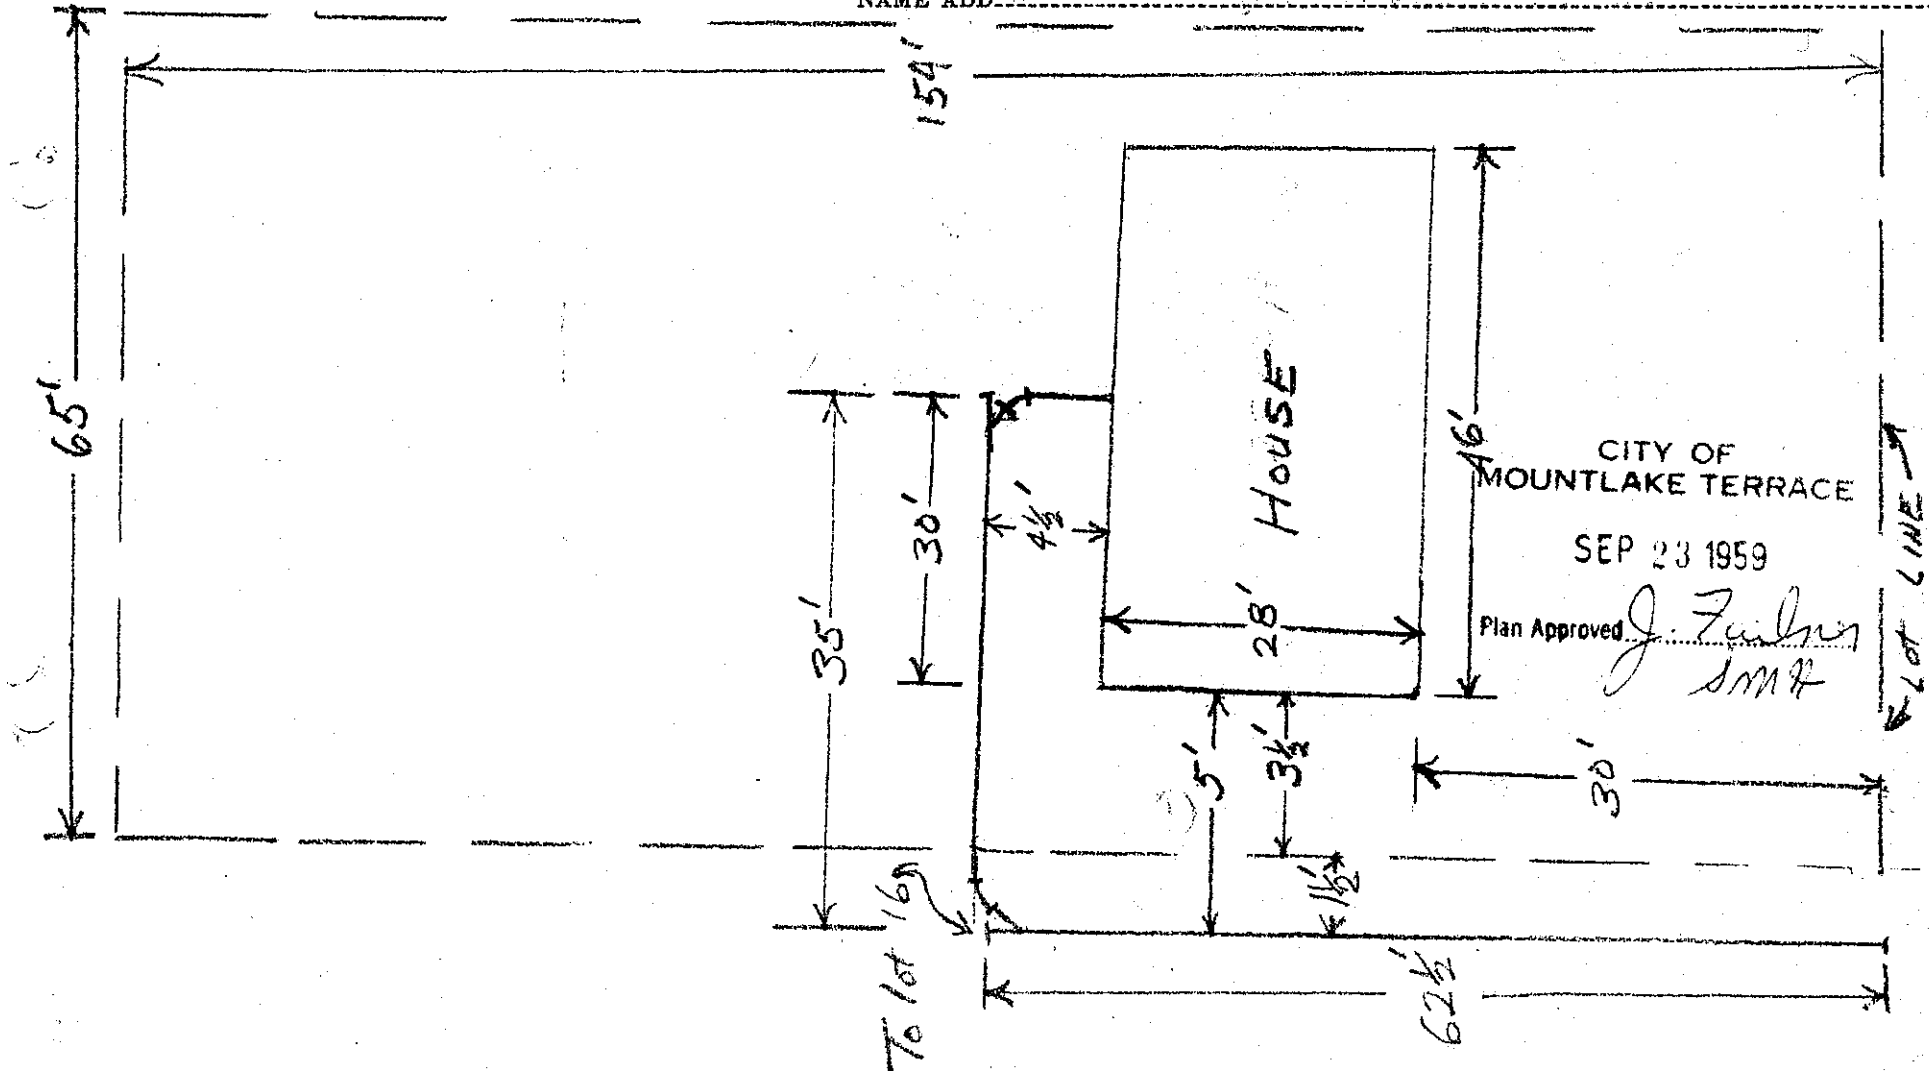 NAME ADD
65'
154'
35'
30'
4½'
HOUSE
46'
28'
CITY OF
MOUNTLAKE TERRACE
SEP 23 1959
Plan Approved
SMH
← LOT LINE →
5'
3½'
30'
1½'
To lot 16
62½'